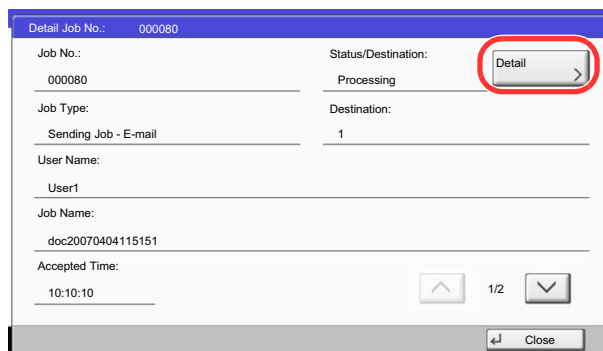 Detail Job No.: 000080
Job No.:
000080
Status/Destination:
Processing
Detail
Job Type:
Sending Job - E-mail
Destination:
1
User Name:
User1
Job Name:
doc20070404115151
Accepted Time:
10:10:10
1/2
Close